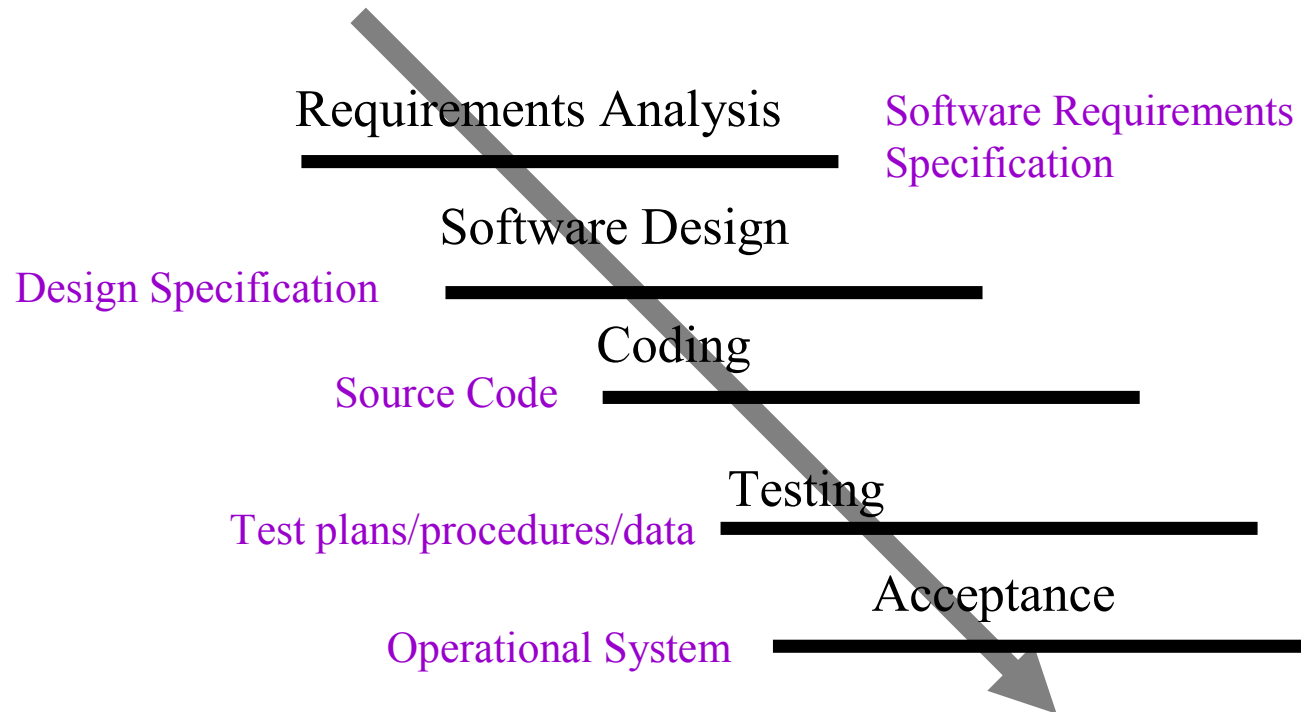 Requirements Analysis
Software Requirements
Specification
Software Design
Design Specification
Coding
Source Code
Testing
Test plans/procedures/data
Acceptance
Operational System